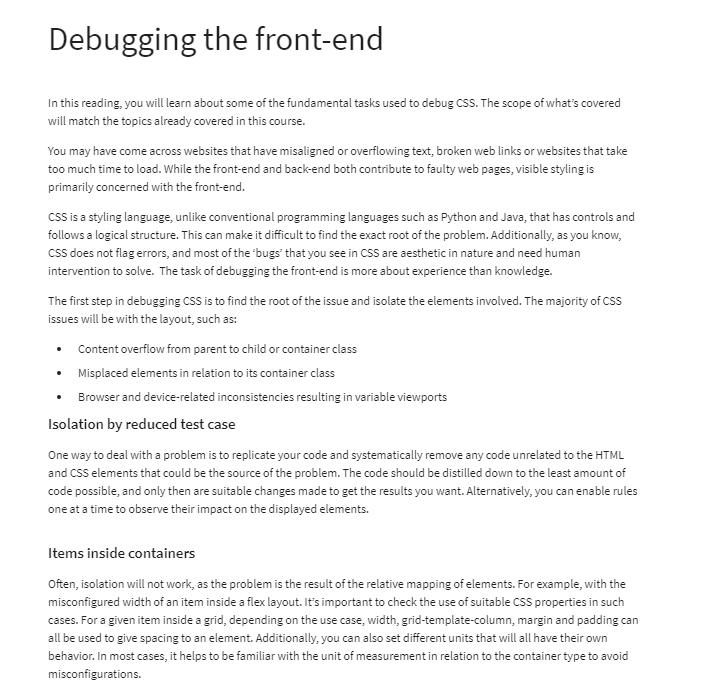 Debugging the front-end
In this reading, you will learn about some of the fundamental tasks used to debug CSS. The scope of what's covered
will match the topics already covered in this course.
You may have come across websites that have misaligned or overflowing text, broken web links or websites that take
too much time to load. While the front-end and back-end both contribute to faulty web pages, visible styling is
primarily concerned with the front-end.
CSS is a styling language, unlike conventional programming languages such as Python and Java, that has controls and
follows a logical structure. This can make it difficult to find the exact root of the problem. Additionally, as you know,
CSS does not flag errors, and most of the ‘bugs’ that you see in CSS are aesthetic in nature and need human
intervention to solve.  The task of debugging the front-end is more about experience than knowledge.
The first step in debugging CSS is to find the root of the issue and isolate the elements involved. The majority of CSS
issues will be with the layout, such as:
• Content overflow from parent to child or container class
• Misplaced elements in relation to its container class
• Browser and device-related inconsistencies resulting in variable viewports
Isolation by reduced test case
One way to deal with a problem is to replicate your code and systematically remove any code unrelated to the HTML
and CSS elements that could be the source of the problem. The code should be distilled down to the least amount of
code possible, and only then are suitable changes made to get the results you want. Alternatively, you can enable rules
one at a time to observe their impact on the displayed elements.
Items inside containers
Often, isolation will not work, as the problem is the result of the relative mapping of elements. For example, with the
misconfigured width of an item inside a flex layout. It's important to check the use of suitable CSS properties in such
cases. For a given item inside a grid, depending on the use case, width, grid-template-column, margin and padding can
all be used to give spacing to an element. Additionally, you can also set different units that will all have their own
behavior. In most cases, it helps to be familiar with the unit of measurement in relation to the container type to avoid
misconfigurations.